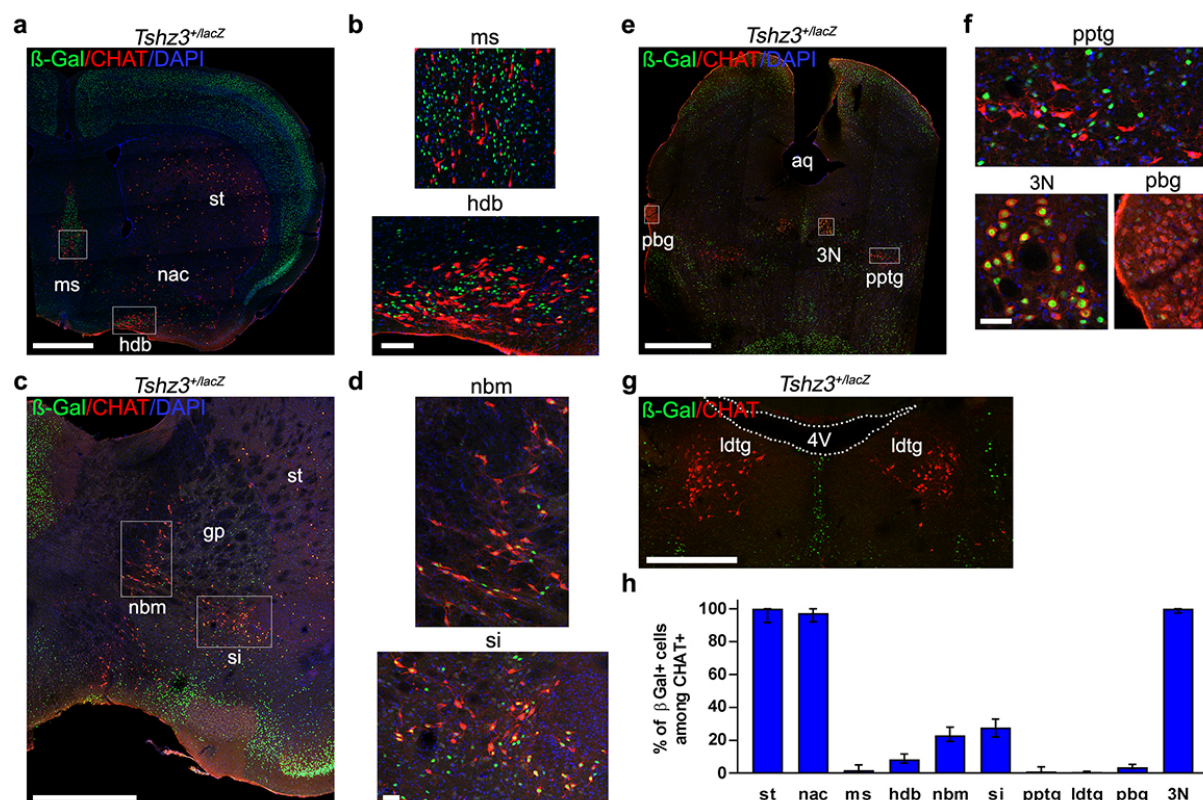 a
Tshz3+/lacZ
ß-Gal/CHAT/DAPI
st
ms
nac
hdb
b
ms
hdb
c
Tshz3+/lacZ
ß-Gal/CHAT/DAPI
st
gp
nbm
si
d
nbm
si
e
Tshz3+/lacZ
ß-Gal/CHAT/DAPI
aq
pbg
3N
pptg
f
pptg
3N
pbg
g
Tshz3+/lacZ
ß-Gal/CHAT
ldtg
4V
ldtg
h
% of β Gal+ cells
among CHAT+
100
80
60
40
20
0
st nac ms hdb nbm si pptg ldtg pbg 3N